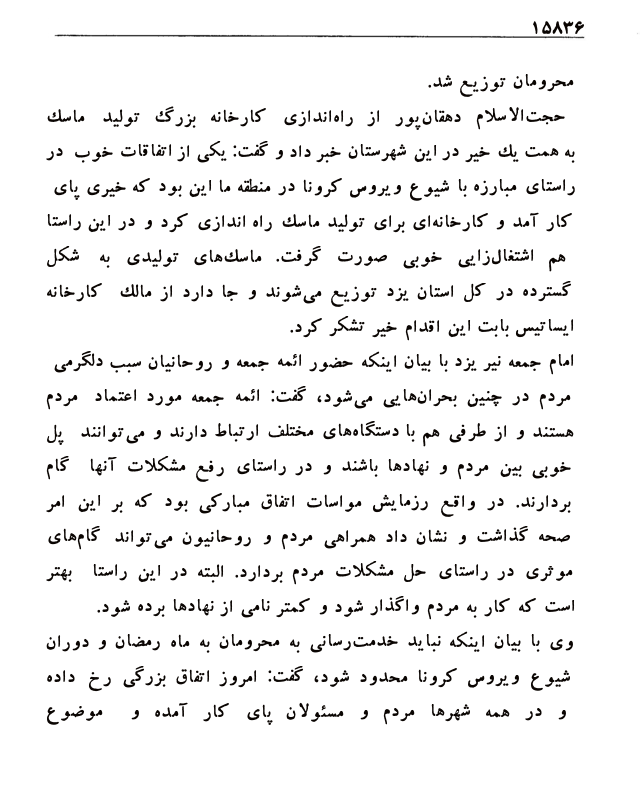 ۱۵۸۳۶
محرومان توزیع شد.
حجت‌الاسلام دهقان‌پور از راه‌اندازی کارخانه بزرگ تولید ماسك
به همت یك خیر در این شهرستان خبر داد و گفت: یکی از اتفاقات خوب در
راستای مبارزه با شیوع ویروس کرونا در منطقه ما این بود که خیری پای
کار آمد و کارخانه‌ای برای تولید ماسك راه اندازی کرد و در این راستا
هم اشتغال‌زایی خوبی صورت گرفت. ماسك‌های تولیدی به شکل
گسترده در کل استان یزد توزیع می‌شوند و جا دارد از مالك کارخانه
ایساتیس بابت این اقدام خیر تشکر کرد.
امام جمعه نیر یزد با بیان اینکه حضور ائمه جمعه و روحانیان سبب دلگرمی
مردم در چنین بحران‌هایی می‌شود، گفت: ائمه جمعه مورد اعتماد مردم
هستند و از طرفی هم با دستگاه‌های مختلف ارتباط دارند و می‌توانند پل
خوبی بین مردم و نهادها باشند و در راستای رفع مشکلات آنها گام
بردارند. در واقع رزمایش مواسات اتفاق مبارکی بود که بر این امر
صحه گذاشت و نشان داد همراهی مردم و روحانیون می‌تواند گام‌های
موثری در راستای حل مشکلات مردم بردارد. البته در این راستا بهتر
است که کار به مردم واگذار شود و کمتر نامی از نهادها برده شود.
وی با بیان اینکه نباید خدمت‌رسانی به محرومان به ماه رمضان و دوران
شیوع ویروس کرونا محدود شود، گفت: امروز اتفاق بزرگی رخ داده
و در همه شهرها مردم و مسئولان پای کار آمده و موضوع